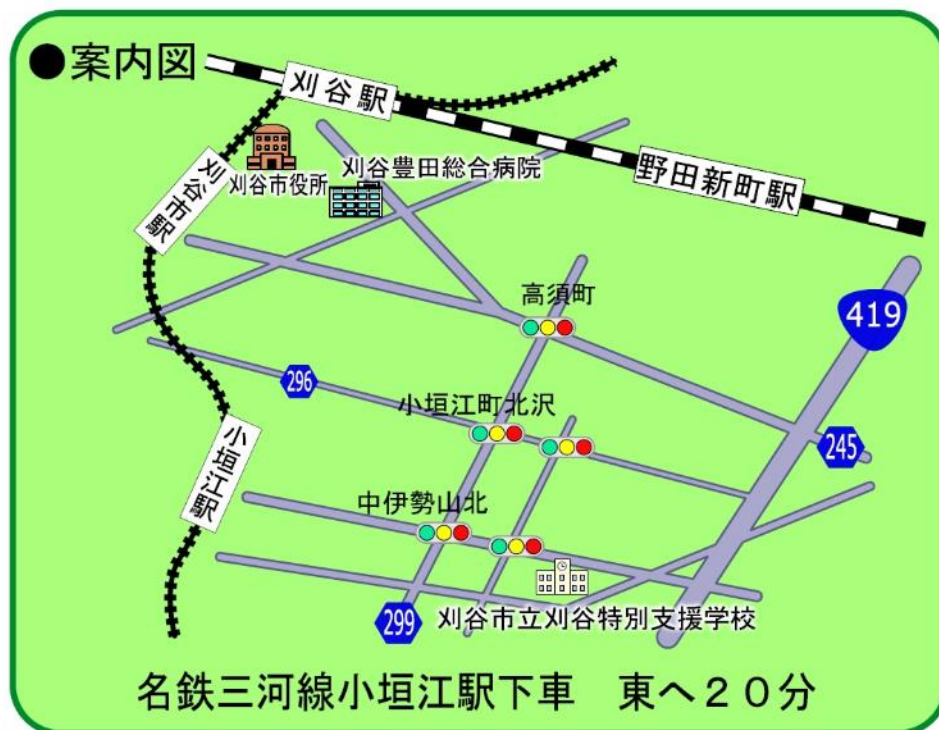 ●案内図
刈谷駅
刈谷市役所
刈谷豊田総合病院
野田新町駅
刈谷市駅
高須町
419
296
小垣江町北沢
245
小垣江駅
中伊勢山北
299
刈谷市立刈谷特別支援学校
名鉄三河線小垣江駅下車　東へ２０分